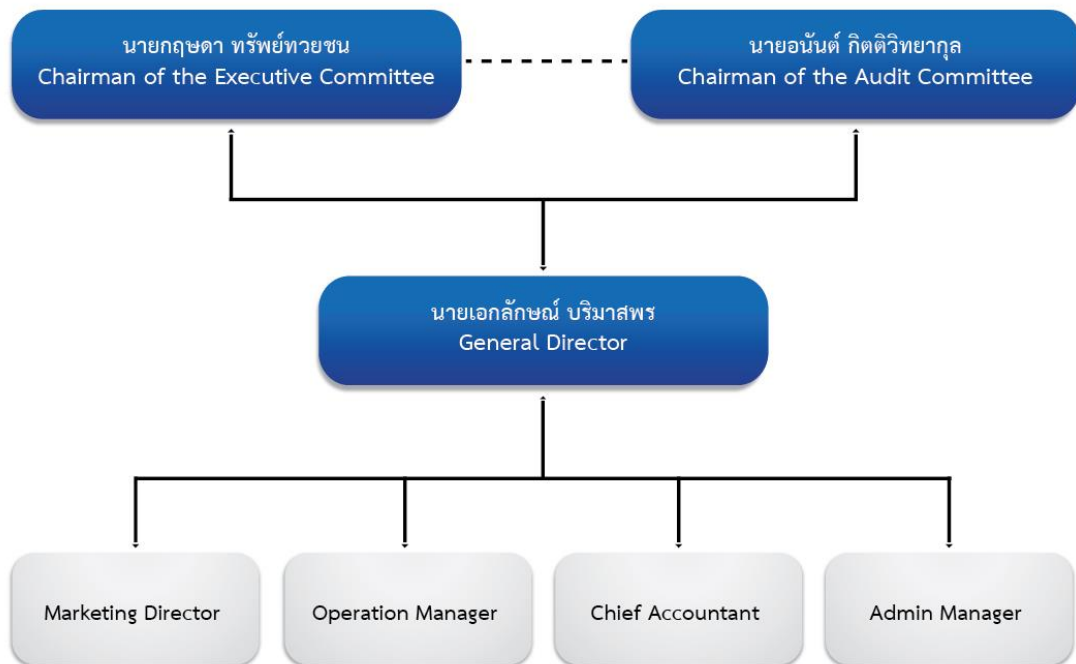 นายกฤษดา ทรัพย์ทวยชน
Chairman of the Executive Committee
นายอนันต์ กิตติวิทยากุล
Chairman of the Audit Committee
นายเอกลักษณ์ บริมาสพร
General Director
Marketing Director
Operation Manager
Chief Accountant
Admin Manager